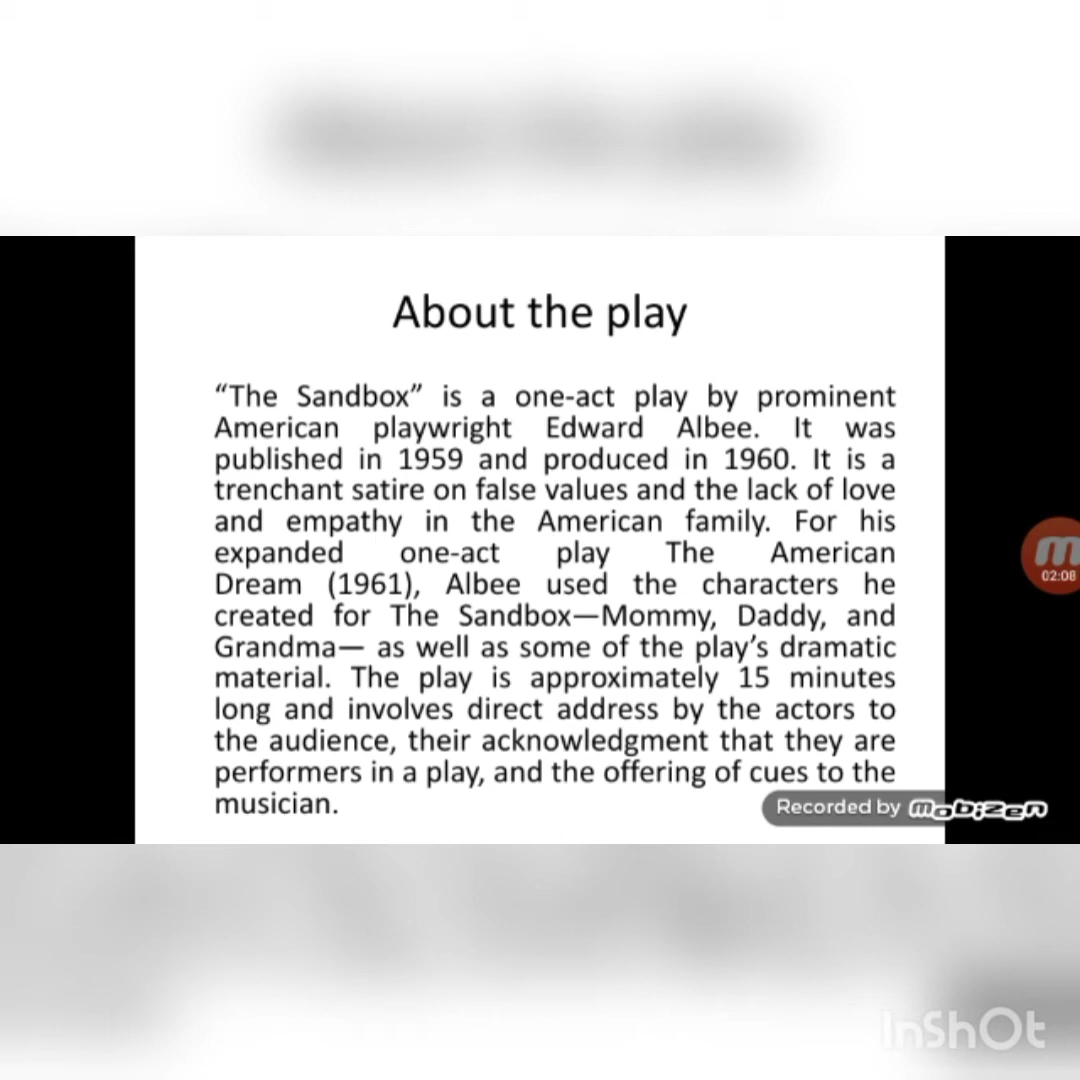 About the play
“The Sandbox” is a one-act play by prominent
American playwright Edward Albee. It was
published in 1959 and produced in 1960. It is a
trenchant satire on false values and the lack of love
and empathy in the American family. For his
expanded one-act play The American
Dream (1961), Albee used the characters he
created for The Sandbox—Mommy, Daddy, and
Grandma— as well as some of the play’s dramatic
material. The play is approximately 15 minutes
long and involves direct address by the actors to
the audience, their acknowledgment that they are
performers in a play, and the offering of cues to the
musician.
02:08
Recorded by mobizen
InShOt